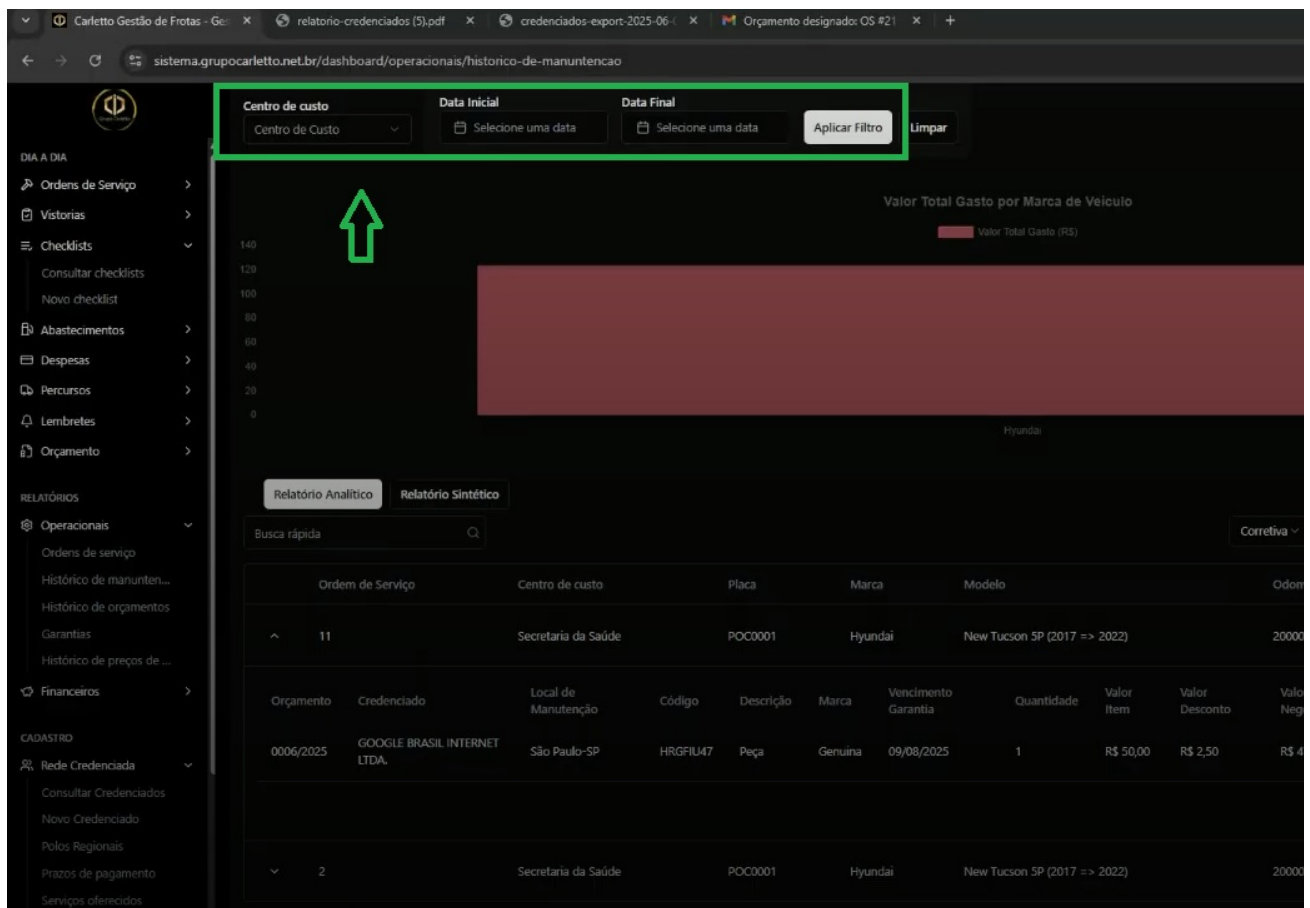 Carletto Gestão de Frotas - Ges
relatorio-credenciados (5).pdf
credenciados-export-2025-06-
Orçamento designado: OS #21
sistema.grupocarletto.net.br/dashboard/operacionais/historico-de-manuntencao
Centro de custo
Data Inicial
Data Final
Centro de Custo
Selecione uma data
Selecione uma data
Aplicar Filtro
Limpar
DIA A DIA
Ordens de Serviço
Vistorias
Checklists
Consultar checklists
Novo checklist
Abastecimentos
Despesas
Percursos
Lembretes
Orçamento
RELATÓRIOS
Operacionais
Ordens de serviço
Histórico de manunten...
Histórico de orçamentos
Garantias
Histórico de preços de ...
Financeiros
CADASTRO
Rede Credenciada
Consultar Credenciados
Novo Credenciado
Polos Regionais
Prazos de pagamento
Serviços oferecidos
Valor Total Gasto por Marca de Veiculo
Valor Total Gasto (R$)
140
120
100
80
60
40
20
0
Hyundai
Relatório Analítico
Relatório Sintético
Busca rápida
Corretiva
Ordem de Serviço Centro de custo Placa Marca Modelo Odom
11 Secretaria da Saúde POC0001 Hyundai New Tucson 5P (2017 => 2022) 20000
Orçamento Credenciado Local de Manutenção Código Descrição Marca Vencimento Garantia Quantidade Valor Item Valor Desconto Valo Neg
0006/2025 GOOGLE BRASIL INTERNET LTDA. São Paulo-SP HRGFIU47 Peça Genuina 09/08/2025 1 R$ 50,00 R$ 2,50 R$ 4
2 Secretaria da Saúde POC0001 Hyundai New Tucson 5P (2017 => 2022) 20000